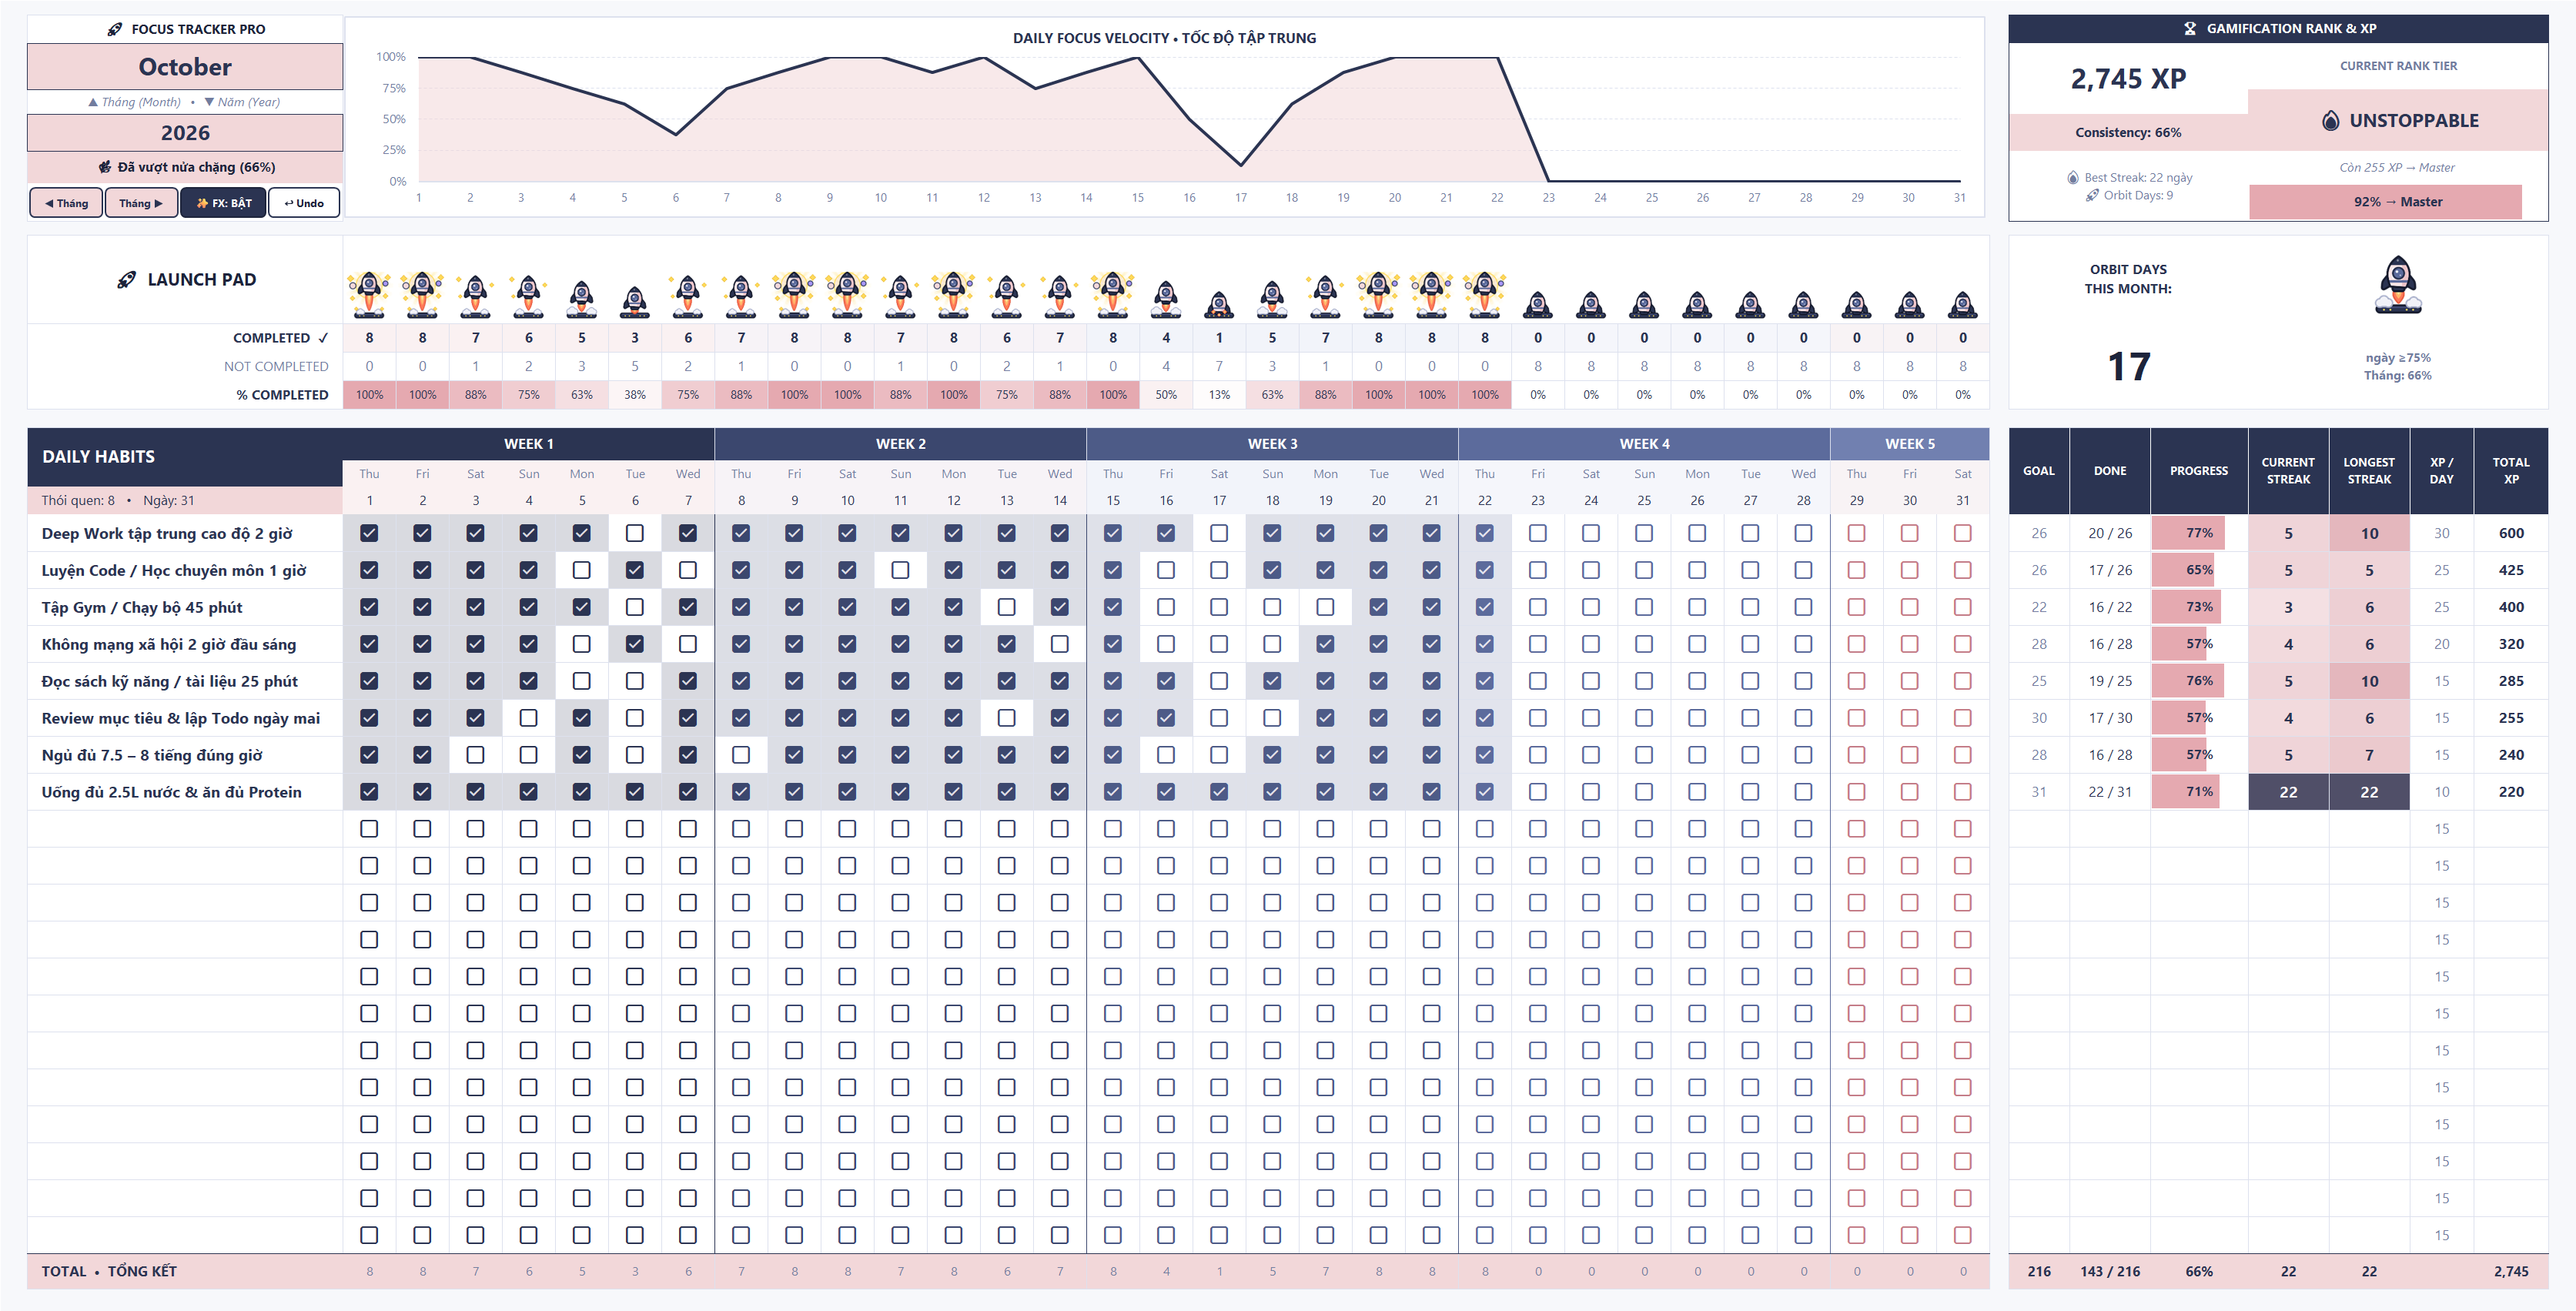 FOCUS TRACKER PRO
October
▲ Tháng (Month) • ▼ Năm (Year)
2026
Đã vượt nửa chặng (66%)
◀ Tháng Tháng ▶ FX: BẬT ↩ Undo
DAILY FOCUS VELOCITY • TỐC ĐỘ TẬP TRUNG
100%
75%
50%
25%
0%
1 2 3 4 5 6 7 8 9 10 11 12 13 14 15 16 17 18 19 20 21 22 23 24 25 26 27 28 29 30 31
GAMIFICATION RANK & XP
2,745 XP
Consistency: 66%
Best Streak: 22 ngày
Orbit Days: 9
CURRENT RANK TIER
UNSTOPPABLE
Còn 255 XP → Master
92% → Master
LAUNCH PAD
COMPLETED ✓ 8 8 7 6 5 3 6 7 8 8 7 8 6 7 8 4 1 5 7 8 8 8 0 0 0 0 0 0 0 0 0
NOT COMPLETED 0 0 1 2 3 5 2 1 0 0 1 0 2 1 0 4 7 3 1 0 0 0 8 8 8 8 8 8 8 8 8
% COMPLETED 100% 100% 88% 75% 63% 38% 75% 88% 100% 100% 88% 100% 75% 88% 100% 50% 13% 63% 88% 100% 100% 100% 0% 0% 0% 0% 0% 0% 0% 0% 0%
ORBIT DAYS
THIS MONTH:
17
ngày ≥75%
Tháng: 66%
DAILY HABITS WEEK 1 WEEK 2 WEEK 3 WEEK 4 WEEK 5
Thu Fri Sat Sun Mon Tue Wed Thu Fri Sat Sun Mon Tue Wed Thu Fri Sat Sun Mon Tue Wed Thu Fri Sat Sun Mon Tue Wed Thu Fri Sat
Thói quen: 8 • Ngày: 31 1 2 3 4 5 6 7 8 9 10 11 12 13 14 15 16 17 18 19 20 21 22 23 24 25 26 27 28 29 30 31
GOAL DONE PROGRESS CURRENT STREAK LONGEST STREAK XP / DAY TOTAL XP
Deep Work tập trung cao độ 2 giờ 26 20 / 26 77% 5 10 30 600
Luyện Code / Học chuyên môn 1 giờ 26 17 / 26 65% 5 5 25 425
Tập Gym / Chạy bộ 45 phút 22 16 / 22 73% 3 6 25 400
Không mạng xã hội 2 giờ đầu sáng 28 16 / 28 57% 4 6 20 320
Đọc sách kỹ năng / tài liệu 25 phút 25 19 / 25 76% 5 10 15 285
Review mục tiêu & lập Todo ngày mai 30 17 / 30 57% 4 6 15 255
Ngủ đủ 7.5 – 8 tiếng đúng giờ 28 16 / 28 57% 5 7 15 240
Uống đủ 2.5L nước & ăn đủ Protein 31 22 / 31 71% 22 22 10 220
15
15
15
15
15
15
15
15
15
15
15
15
TOTAL • TỔNG KẾT 8 8 7 6 5 3 6 7 8 8 7 8 6 7 8 4 1 5 7 8 8 8 0 0 0 0 0 0 0 0 0 216 143 / 216 66% 22 22 2,745